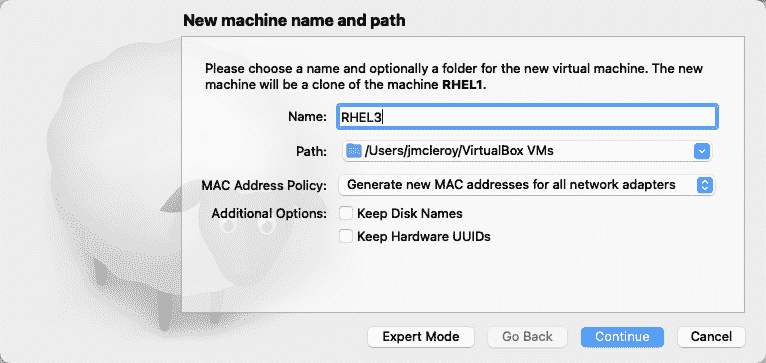 New machine name and path
Please choose a name and optionally a folder for the new virtual machine. The new
machine will be a clone of the machine RHEL1.
Name: RHEL3
Path: /Users/jmcleroy/VirtualBox VMs
MAC Address Policy: Generate new MAC addresses for all network adapters
Additional Options: Keep Disk Names
Keep Hardware UUIDs
Expert Mode Go Back Continue Cancel